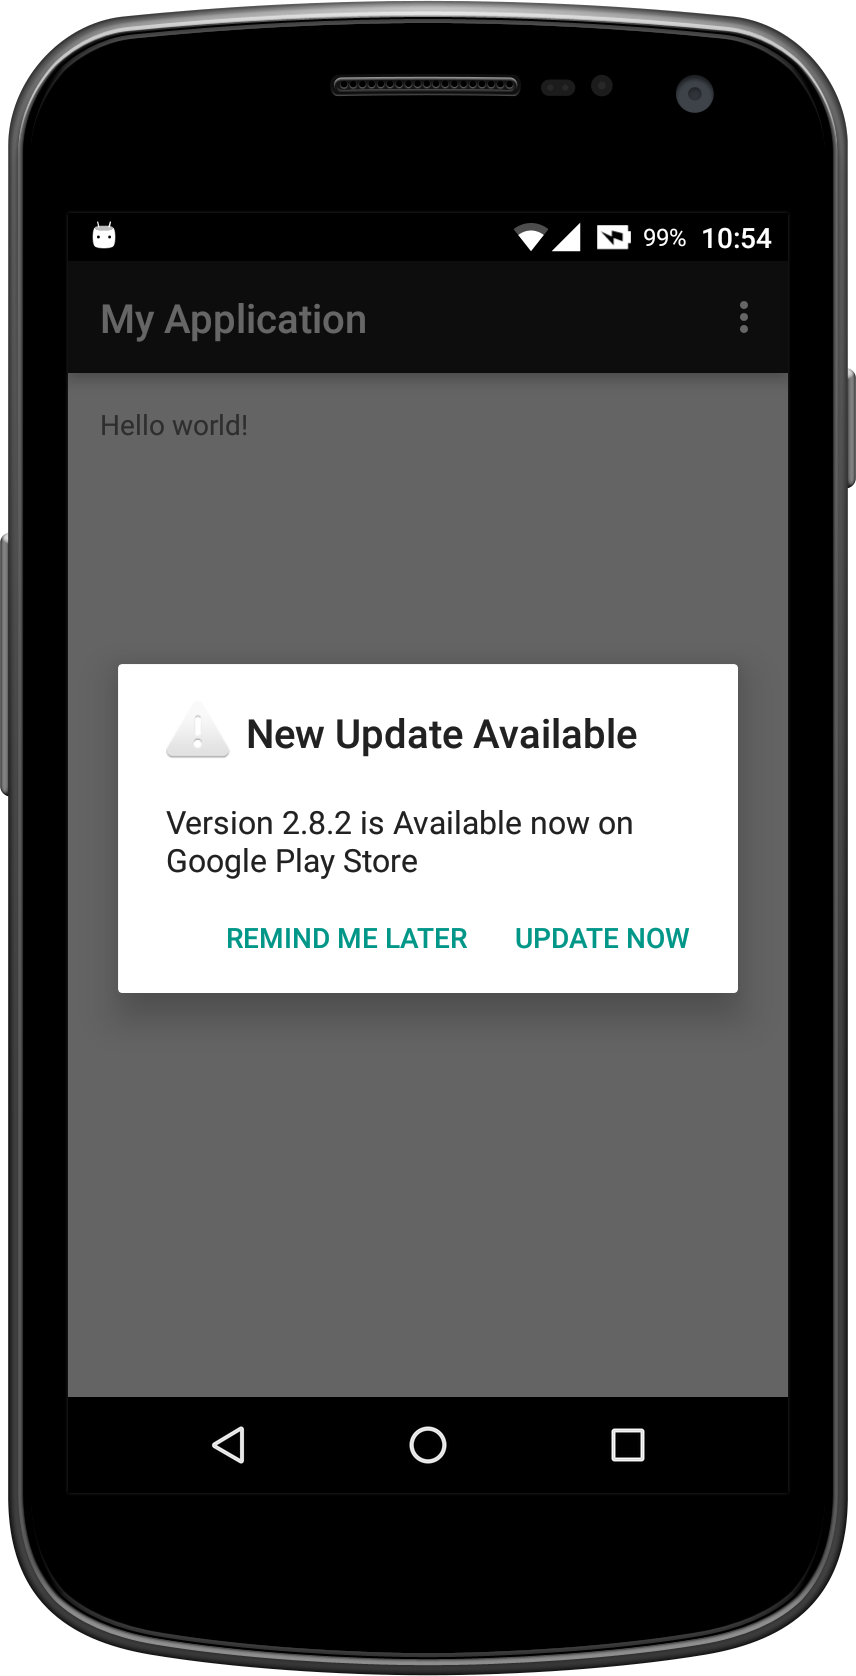 99% 10:54
My Application
Hello world!
New Update Available
Version 2.8.2 is Available now on
Google Play Store
REMIND ME LATER UPDATE NOW